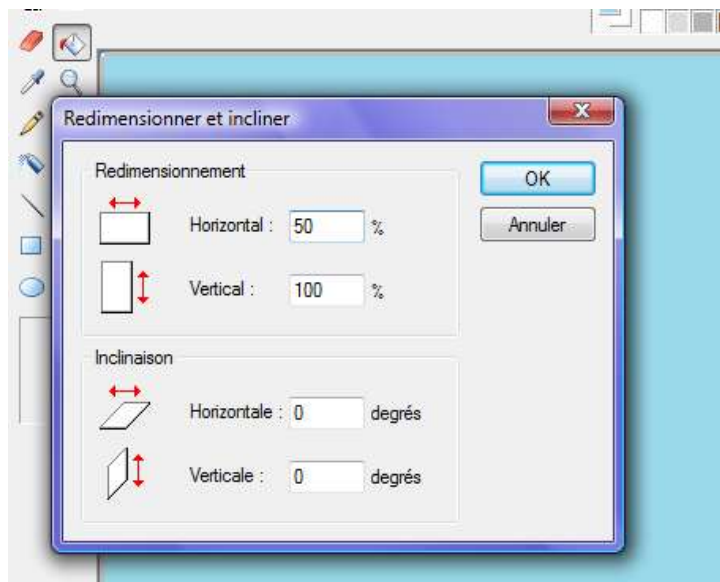 Redimensionner et incliner
Redimensionnement
OK
Horizontal : 50 %
Annuler
Vertical : 100 %
Inclinaison
Horizontale : 0 degrés
Verticale : 0 degrés